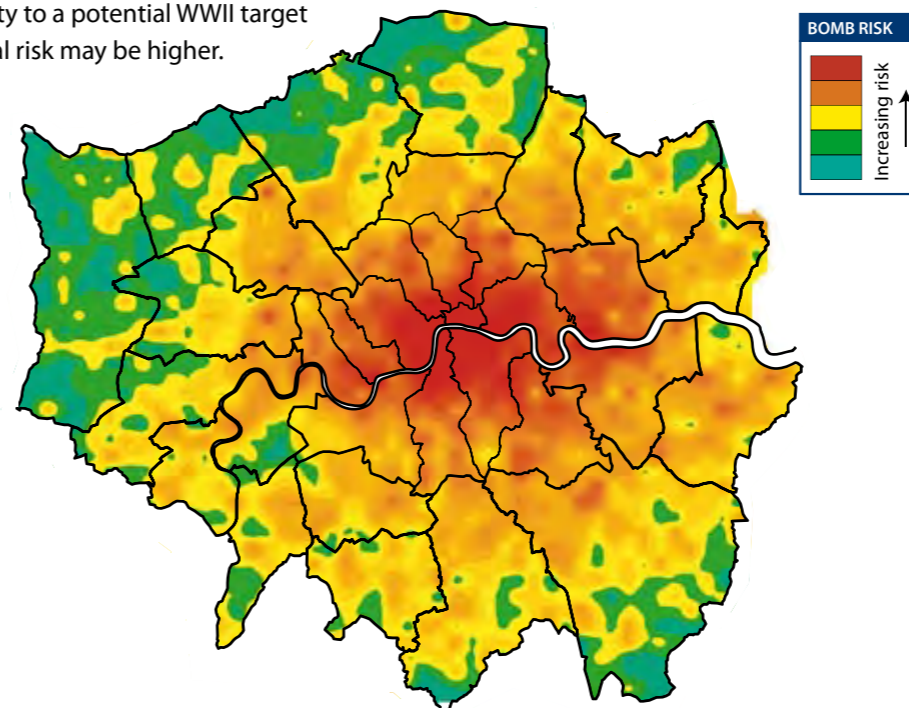 ty to a potential WWII target
al risk may be higher.
BOMB RISK
Increasing risk